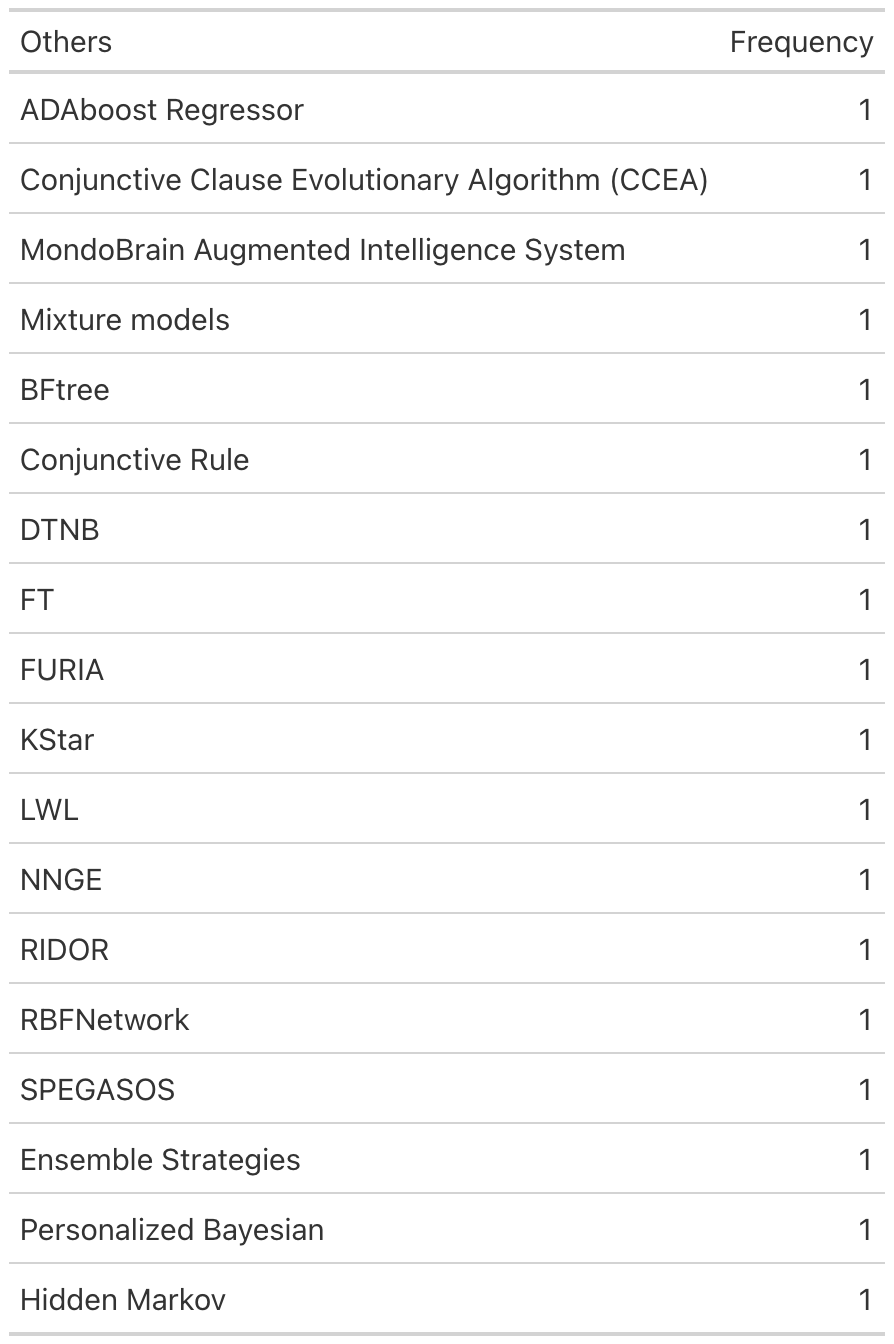 Others Frequency
ADAboost Regressor 1
Conjunctive Clause Evolutionary Algorithm (CCEA) 1
MondoBrain Augmented Intelligence System 1
Mixture models 1
BFtree 1
Conjunctive Rule 1
DTNB 1
FT 1
FURIA 1
KStar 1
LWL 1
NNGE 1
RIDOR 1
RBFNetwork 1
SPEGASOS 1
Ensemble Strategies 1
Personalized Bayesian 1
Hidden Markov 1